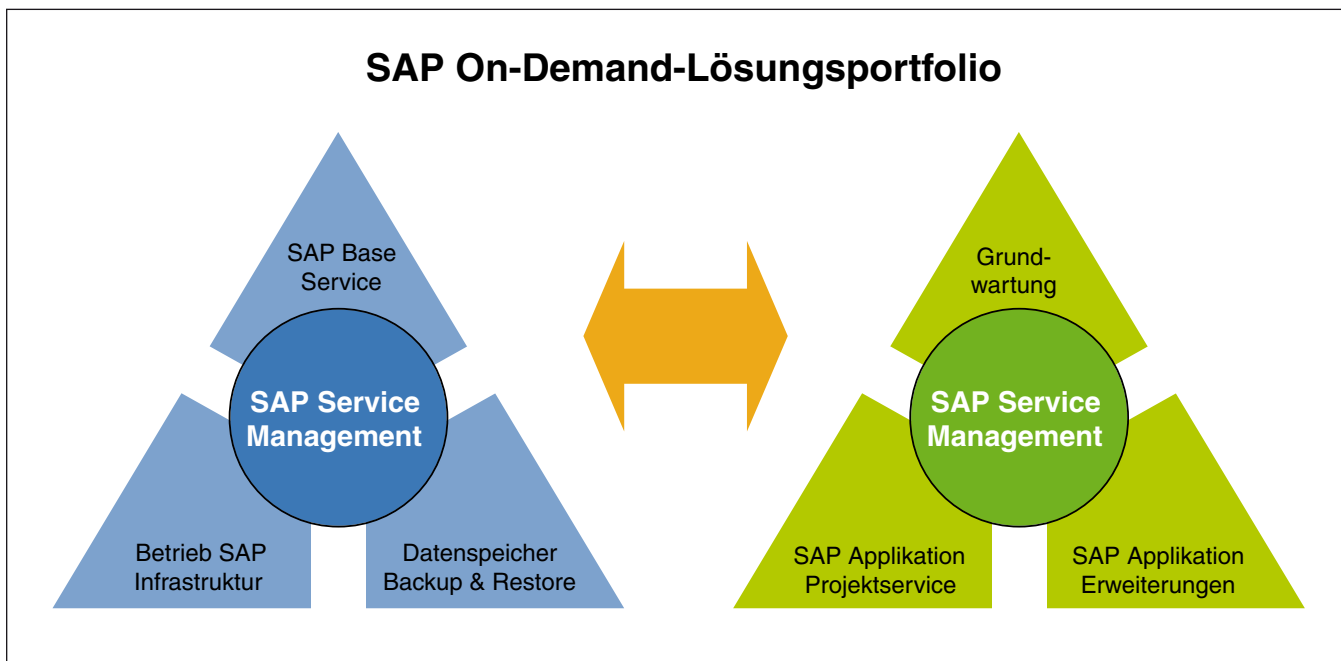 SAP On-Demand-Lösungsportfolio
SAP Base
Service
SAP Service
Management
Betrieb SAP
Infrastruktur
Datenspeicher
Backup & Restore
Grund-
wartung
SAP Service
Management
SAP Applikation
Projektservice
SAP Applikation
Erweiterungen